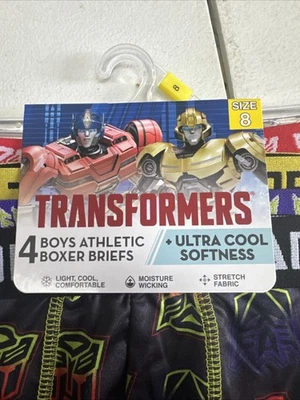 8
SIZE
8
TRANSFORMERS
4 BOYS ATHLETIC
BOXER BRIEFS
+ ULTRA COOL
SOFTNESS
LIGHT, COOL,
COMFORTABLE
MOISTURE
WICKING
STRETCH
FABRIC